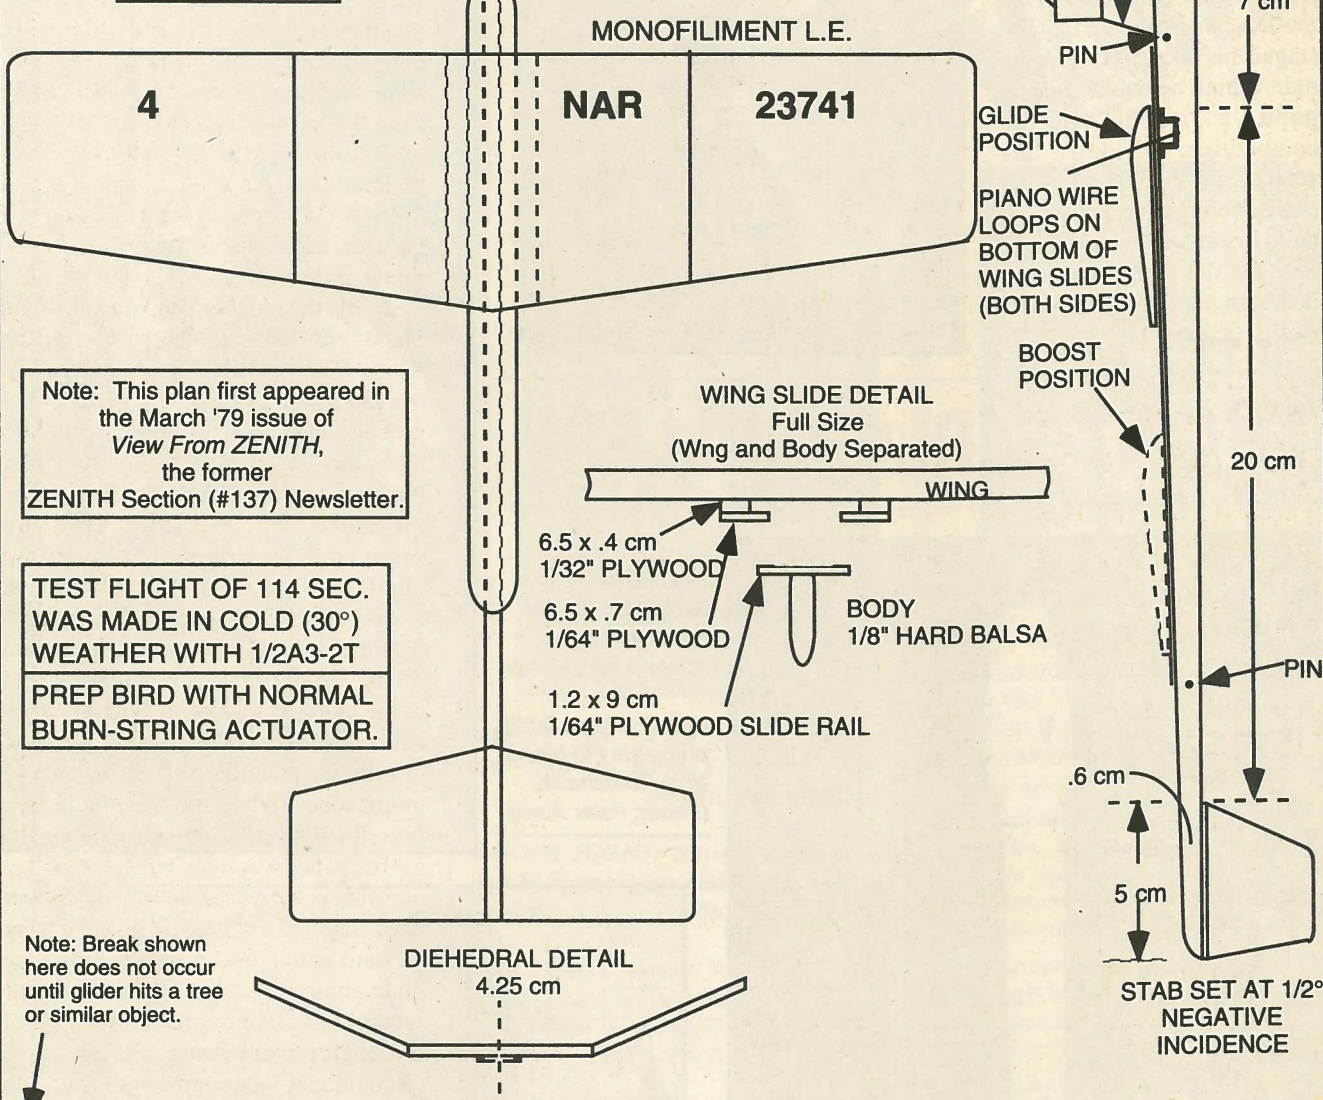 MONOFILIMENT L.E.
4
NAR
23741
7 cm
PIN
GLIDE
POSITION
PIANO WIRE
LOOPS ON
BOTTOM OF
WING SLIDES
(BOTH SIDES)
BOOST
POSITION
20 cm
Note: This plan first appeared in
the March '79 issue of
View From ZENITH,
the former
ZENITH Section (#137) Newsletter.
WING SLIDE DETAIL
Full Size
(Wng and Body Separated)
WING
6.5 x .4 cm
1/32" PLYWOOD
6.5 x .7 cm
1/64" PLYWOOD
BODY
1/8" HARD BALSA
1.2 x 9 cm
1/64" PLYWOOD SLIDE RAIL
TEST FLIGHT OF 114 SEC.
WAS MADE IN COLD (30°)
WEATHER WITH 1/2A3-2T
PREP BIRD WITH NORMAL
BURN-STRING ACTUATOR.
PIN
.6 cm
5 cm
Note: Break shown
here does not occur
until glider hits a tree
or similar object.
DIEHEDRAL DETAIL
4.25 cm
STAB SET AT 1/2°
NEGATIVE
INCIDENCE